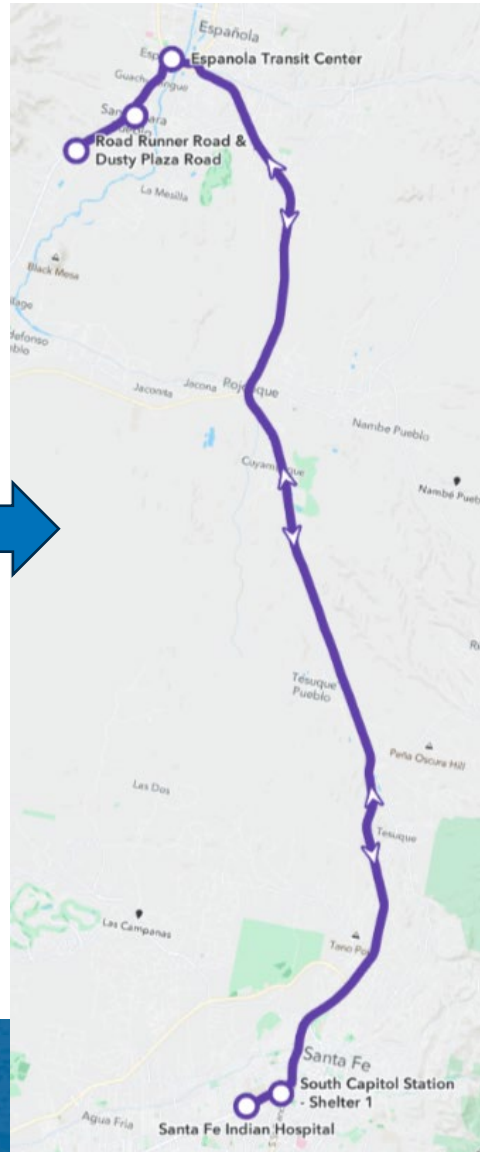 Española
Espanola Transit Center
Road Runner Road &
Dusty Plaza Road
La Mesilla
Black Mesa
Jaconita
Jacona
Nambe Pueblo
Tesuque
Pueblo
Peña Oscura Hill
Las Dos
Tesuque
Las Campanas
Santa Fe
South Capitol Station
- Shelter 1
Agua Fria
Santa Fe Indian Hospital